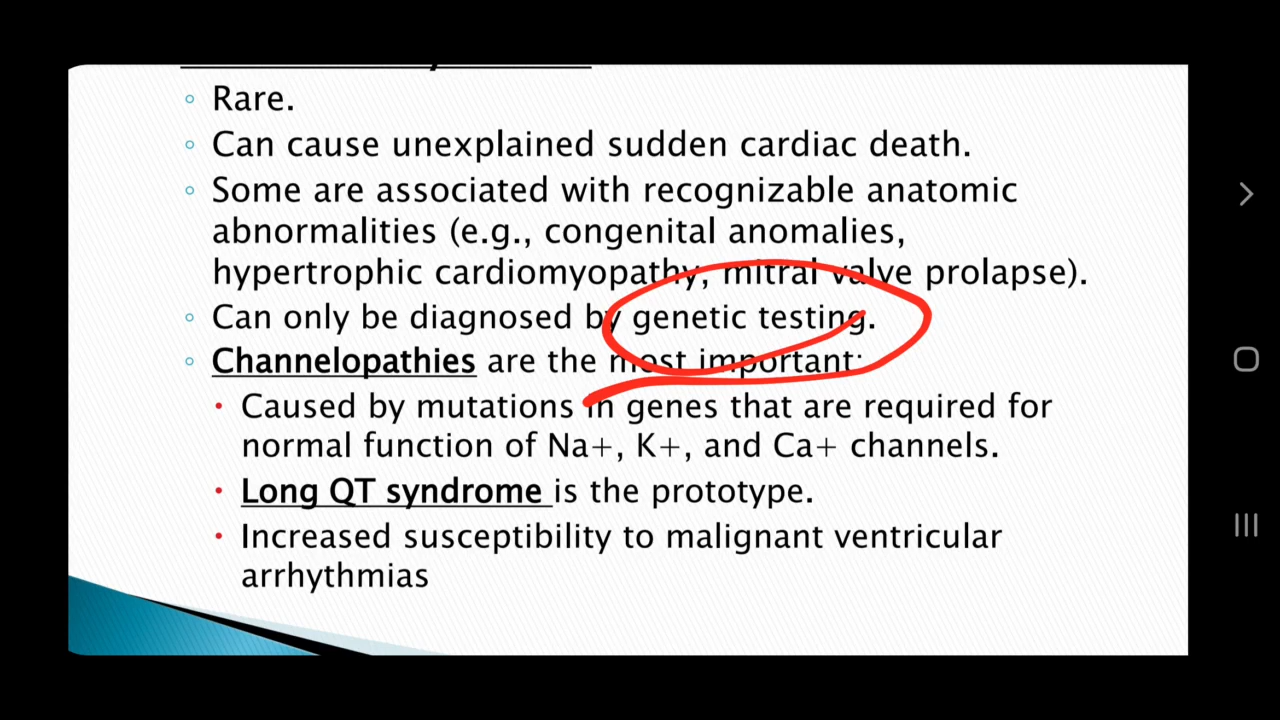 Rare.
Can cause unexplained sudden cardiac death.
Some are associated with recognizable anatomic
abnormalities (e.g., congenital anomalies,
hypertrophic cardiomyopathy, mitral valve prolapse).
Can only be diagnosed by genetic testing.
Channelopathies are the most important:
Caused by mutations in genes that are required for
normal function of Na+, K+, and Ca+ channels.
Long QT syndrome is the prototype.
Increased susceptibility to malignant ventricular
arrhythmias